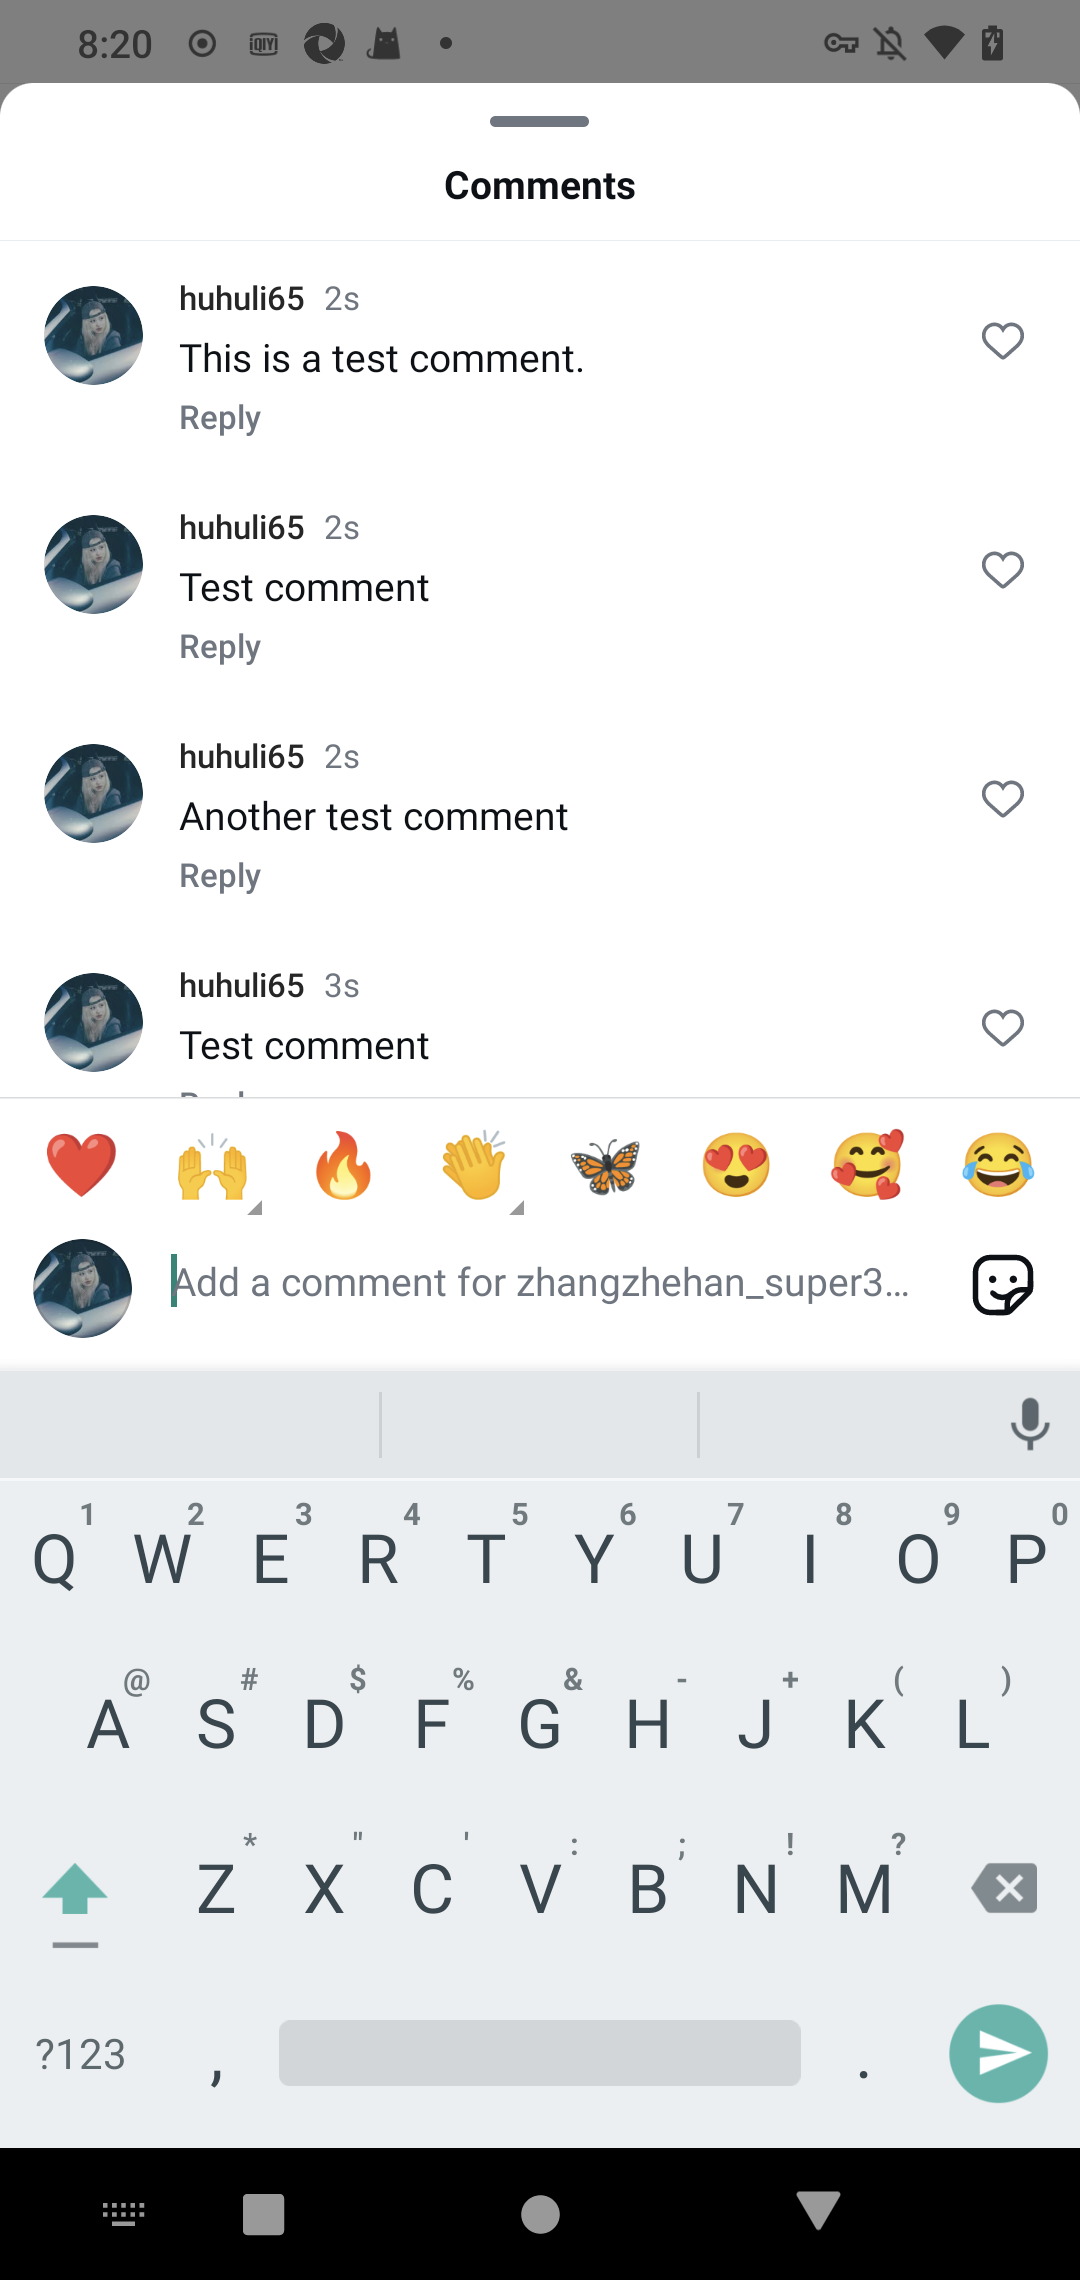 8:20 iQIYI
Comments
huhuli65 2s
This is a test comment.
Reply
huhuli65 2s
Test comment
Reply
huhuli65 2s
Another test comment
Reply
huhuli65 3s
Test comment
Add a comment for zhangzhehan_super3...
1 2 3 4 5 6 7 8 9 0
Q W E R T Y U I O P
@ # $ % & - + ( )
A S D F G H J K L
* " ' : ; ! ?
Z X C V B N M
?123 , .